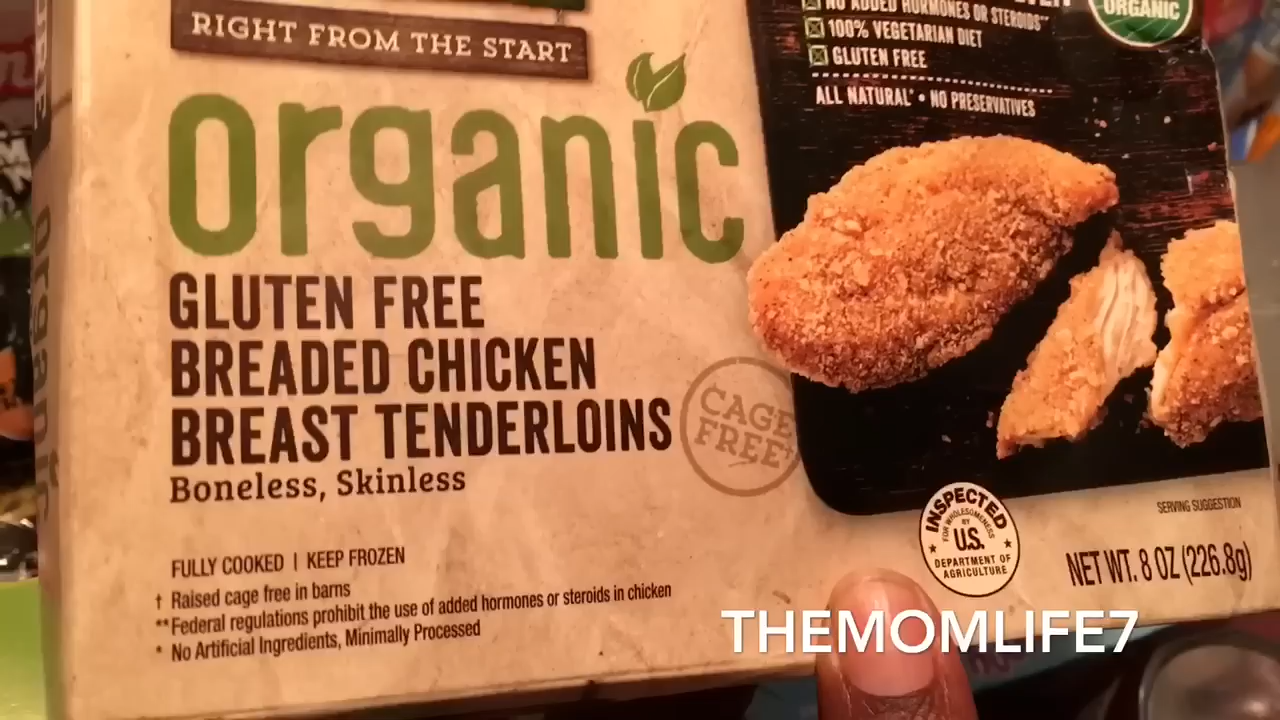 RIGHT FROM THE START
organic
GLUTEN FREE
BREADED CHICKEN
BREAST TENDERLOINS
Boneless, Skinless
CAGE
FREE†
FULLY COOKED | KEEP FROZEN
† Raised cage free in barns
**Federal regulations prohibit the use of added hormones or steroids in chicken
* No Artificial Ingredients, Minimally Processed
NO ADDED HORMONES OR STEROIDS**
100% VEGETARIAN DIET
GLUTEN FREE
ALL NATURAL* • NO PRESERVATIVES
ORGANIC
SERVING SUGGESTION
INSPECTED
FOR WHOLESOMENESS
BY
U.S.
DEPARTMENT OF
AGRICULTURE
NET WT. 8 OZ (226.8g)
THEMOMLIFE7
organic